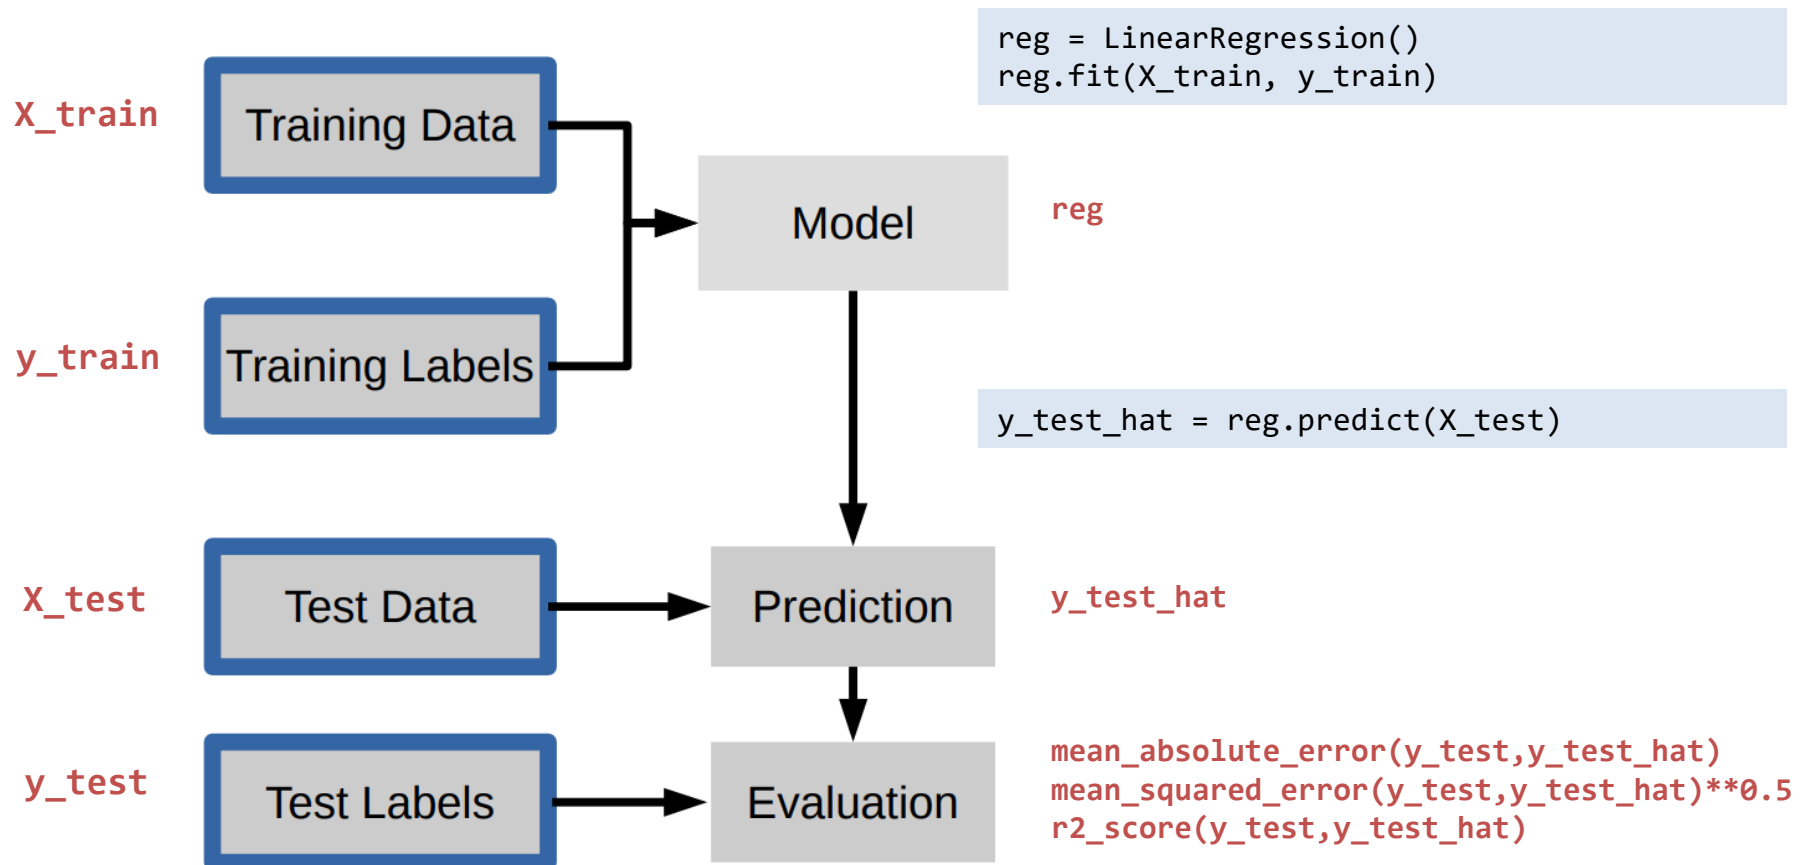 reg = LinearRegression()
reg.fit(X_train, y_train)
X_train
Training Data
Model
reg
y_train
Training Labels
y_test_hat = reg.predict(X_test)
X_test
Test Data
Prediction
y_test_hat
y_test
Test Labels
Evaluation
mean_absolute_error(y_test,y_test_hat)
mean_squared_error(y_test,y_test_hat)**0.5
r2_score(y_test,y_test_hat)